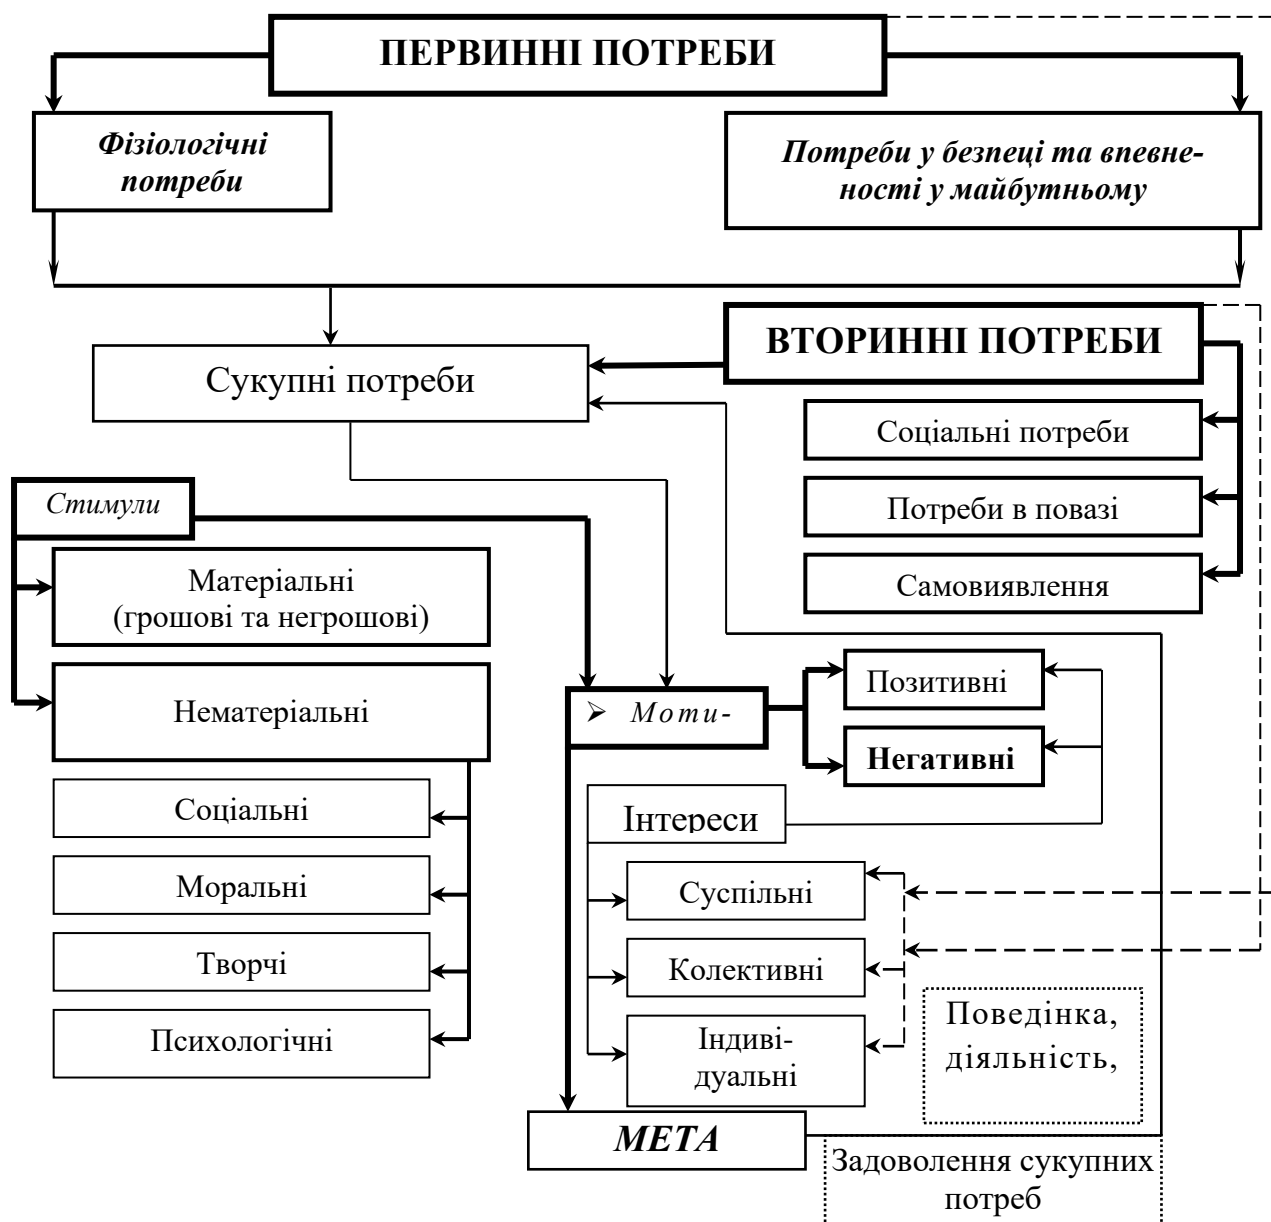 ПЕРВИННІ ПОТРЕБИ
Фізіологічні
потреби
Потреби у безпеці та впевне-
ності у майбутньому
ВТОРИННІ ПОТРЕБИ
Сукупні потреби
Соціальні потреби
Стимули
Потреби в повазі
Матеріальні
(грошові та негрошові)
Самовиявлення
Нематеріальні
➢ Моти-
Позитивні
Негативні
Соціальні
Інтереси
Моральні
Суспільні
Творчі
Колективні
Психологічні
Індиві-
дуальні
Поведінка,
діяльність,
МЕТА
Задоволення сукупних
потреб